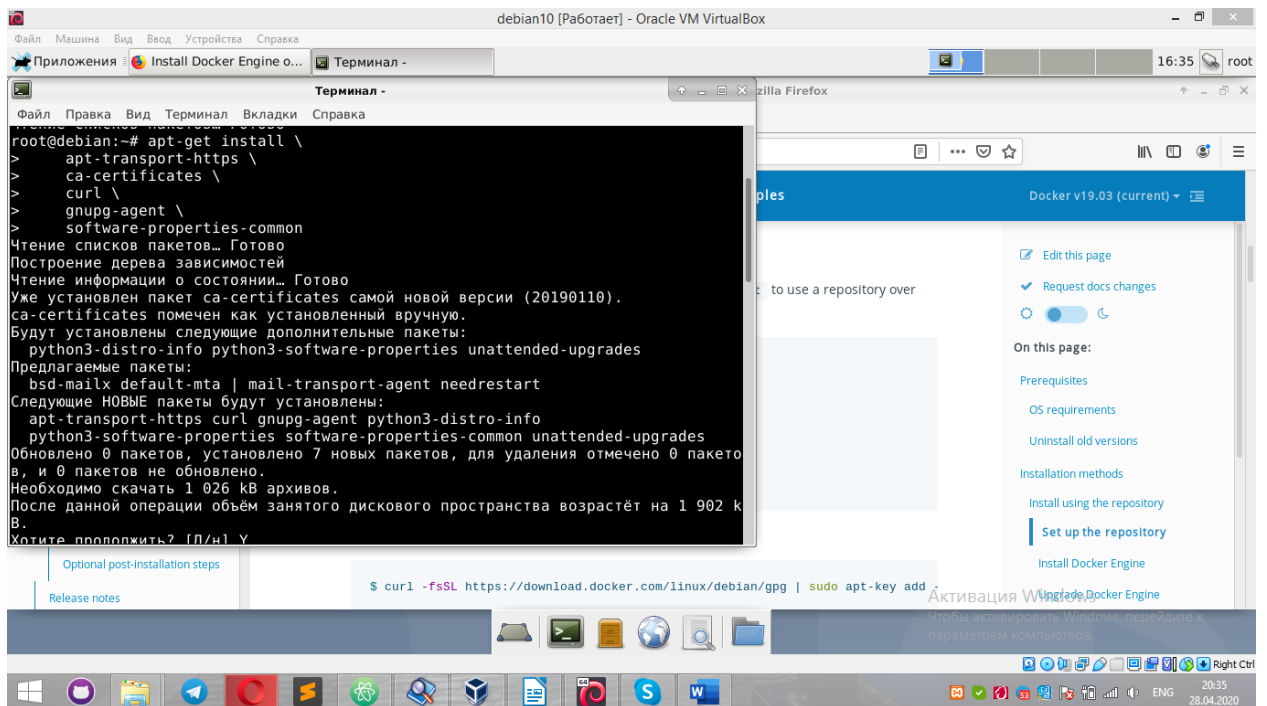 debian10 [Работает] - Oracle VM VirtualBox
Файл Машина Вид Ввод Устройства Справка
Приложения Install Docker Engine o... Терминал - 16:35 root
Терминал - zilla Firefox
Файл Правка Вид Терминал Вкладки Справка
Чтение списков пакетов… Готово
root@debian:~# apt-get install \
> apt-transport-https \
> ca-certificates \
> curl \
> gnupg-agent \
> software-properties-common
Чтение списков пакетов… Готово
Построение дерева зависимостей
Чтение информации о состоянии… Готово
Уже установлен пакет ca-certificates самой новой версии (20190110).
ca-certificates помечен как установленный вручную.
Будут установлены следующие дополнительные пакеты:
python3-distro-info python3-software-properties unattended-upgrades
Предлагаемые пакеты:
bsd-mailx default-mta | mail-transport-agent needrestart
Следующие НОВЫЕ пакеты будут установлены:
apt-transport-https curl gnupg-agent python3-distro-info
python3-software-properties software-properties-common unattended-upgrades
Обновлено 0 пакетов, установлено 7 новых пакетов, для удаления отмечено 0 пакето
в, и 0 пакетов не обновлено.
Необходимо скачать 1 026 kB архивов.
После данной операции объём занятого дискового пространства возрастёт на 1 902 k
B.
Хотите продолжить? [Д/н] Y
ples
Docker v19.03 (current)
to use a repository over
Edit this page
Request docs changes
On this page:
Prerequisites
OS requirements
Uninstall old versions
Installation methods
Install using the repository
Set up the repository
Install Docker Engine
Upgrade Docker Engine
Optional post-installation steps
Release notes
$ curl -fsSL https://download.docker.com/linux/debian/gpg | sudo apt-key add -
Активация Windows
Чтобы активировать Windows, перейдите к
параметрам компьютера.
Right Ctrl
ENG
20:35
28.04.2020